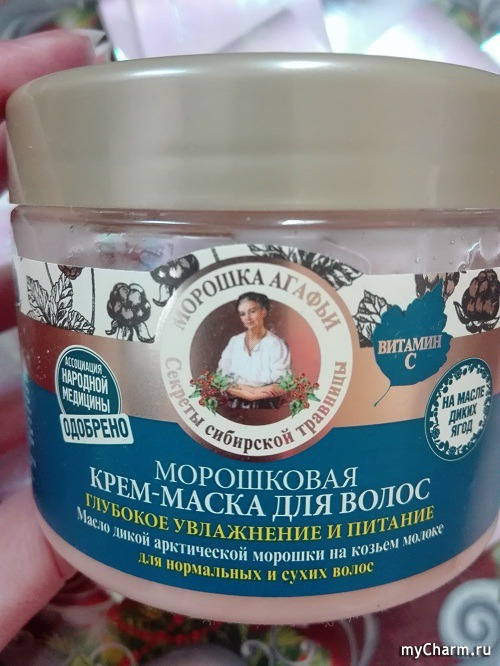 МОРОШКА АГАФЬИ
Секреты сибирской травницы
ВИТАМИН
С
АССОЦИАЦИЯ
НАРОДНОЙ
МЕДИЦИНЫ
ОДОБРЕНО
НА МАСЛЕ
ДИКИХ
ЯГОД
МОРОШКОВАЯ
КРЕМ-МАСКА ДЛЯ ВОЛОС
ГЛУБОКОЕ УВЛАЖНЕНИЕ И ПИТАНИЕ
Масло дикой арктической морошки на козьем молоке
для нормальных и сухих волос
myCharm.ru